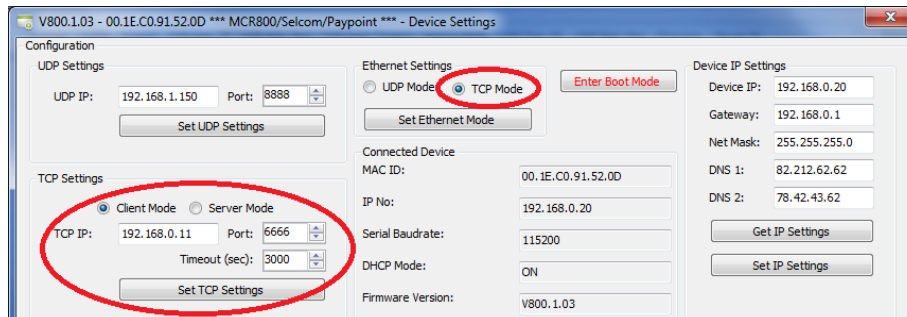 V800.1.03 - 00.1E.C0.91.52.0D *** MCR800/Selcom/Paypoint *** - Device Settings
x
Configuration
UDP Settings
UDP IP: 192.168.1.150 Port: 8888
Set UDP Settings
TCP Settings
Client Mode Server Mode
TCP IP: 192.168.0.11 Port: 6666
Timeout (sec): 3000
Set TCP Settings
Ethernet Settings
UDP Mode TCP Mode
Set Ethernet Mode
Enter Boot Mode
Connected Device
MAC ID: 00.1E.C0.91.52.0D
IP No: 192.168.0.20
Serial Baudrate: 115200
DHCP Mode: ON
Firmware Version: V800.1.03
Device IP Settings
Device IP: 192.168.0.20
Gateway: 192.168.0.1
Net Mask: 255.255.255.0
DNS 1: 82.212.62.62
DNS 2: 78.42.43.62
Get IP Settings
Set IP Settings